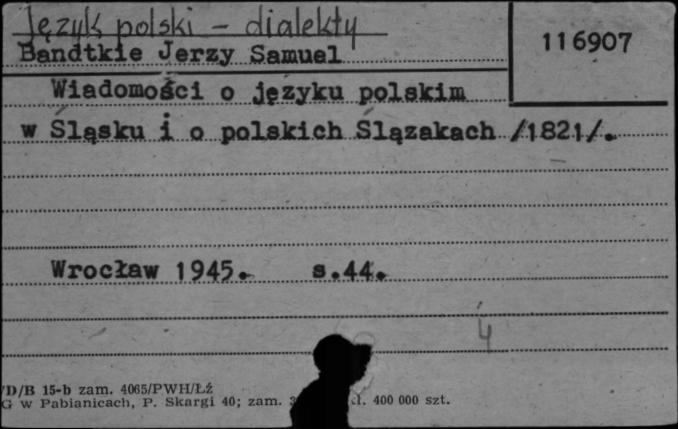 Język polski - dialekty
Bandtkie Jerzy Samuel
116907
Wiadomości o języku polskim
w Śląsku i o polskich Ślązakach /1821/.
Wrocław 1945. s.44.
4
/D/B 15-b zam. 4065/PWH/Łź
G w Pabianicach, P. Skargi 40; zam. 400 000 szt.